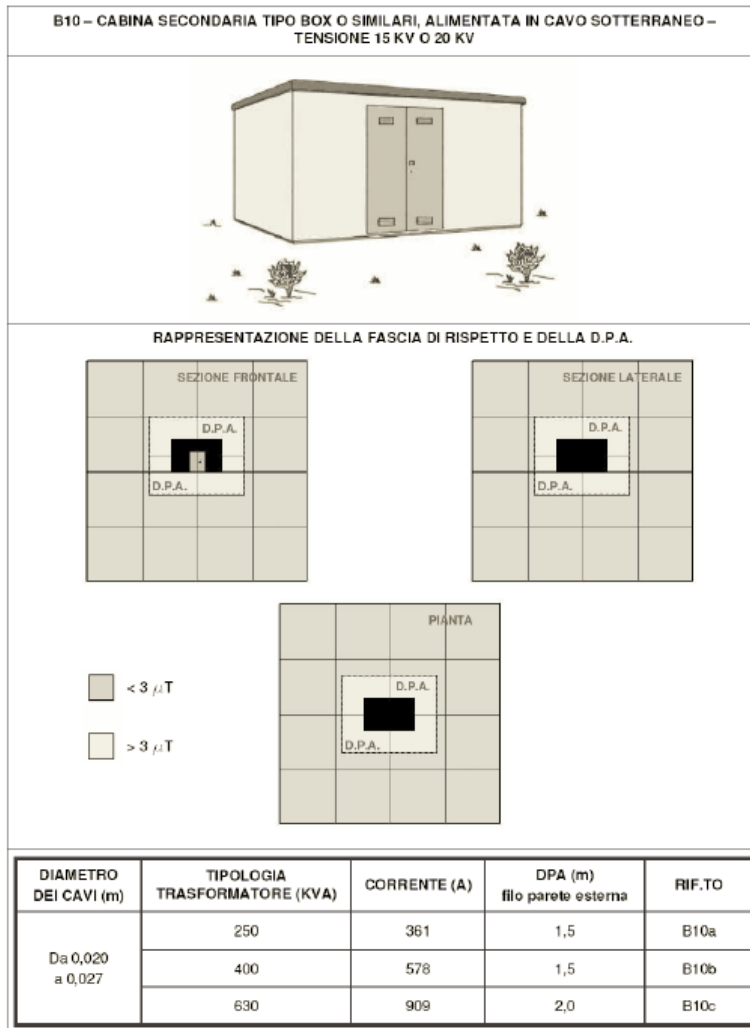 B10 – CABINA SECONDARIA TIPO BOX O SIMILARI, ALIMENTATA IN CAVO SOTTERRANEO –
TENSIONE 15 KV O 20 KV
RAPPRESENTAZIONE DELLA FASCIA DI RISPETTO E DELLA D.P.A.
SEZIONE FRONTALE
D.P.A.
D.P.A.
SEZIONE LATERALE
D.P.A.
D.P.A.
PIANTA
D.P.A.
D.P.A.
< 3 μT
> 3 μT
DIAMETRO
DEI CAVI (m)
TIPOLOGIA
TRASFORMATORE (KVA)
CORRENTE (A)
DPA (m)
filo parete esterna
RIF.TO
Da 0,020
a 0,027
250 361 1,5 B10a
400 578 1,5 B10b
630 909 2,0 B10c